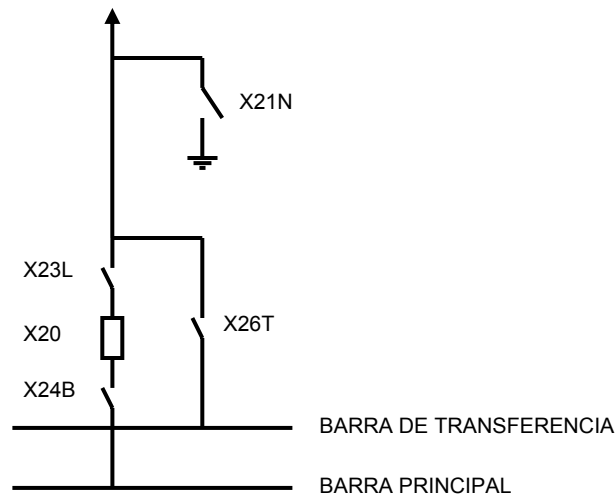 X21N
X23L
X20
X26T
X24B
BARRA DE TRANSFERENCIA
BARRA PRINCIPAL